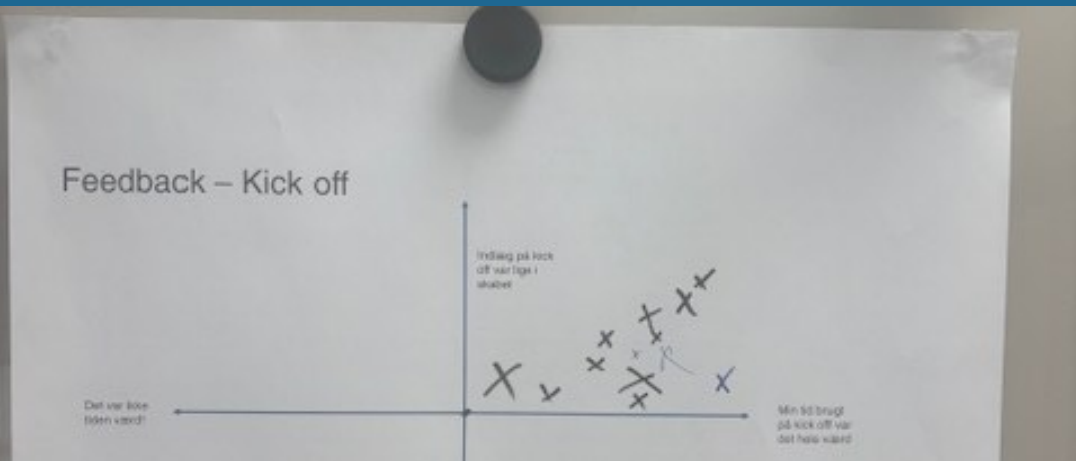 Feedback – Kick off
Indlæg på kick
off var lige i
skabet
Det var ikke
tiden værd!
Min tid brugt
på kick off var
det hele værd